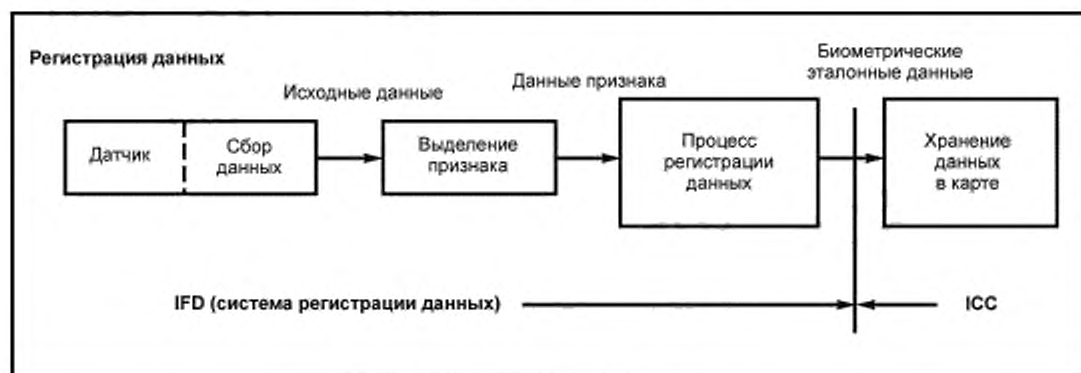 Регистрация данных
Биометрические
эталонные данные
Исходные данные
Данные признака
Датчик
Сбор
данных
Выделение
признака
Процесс
регистрации
данных
Хранение
данных
в карте
IFD (система регистрации данных)
ICC